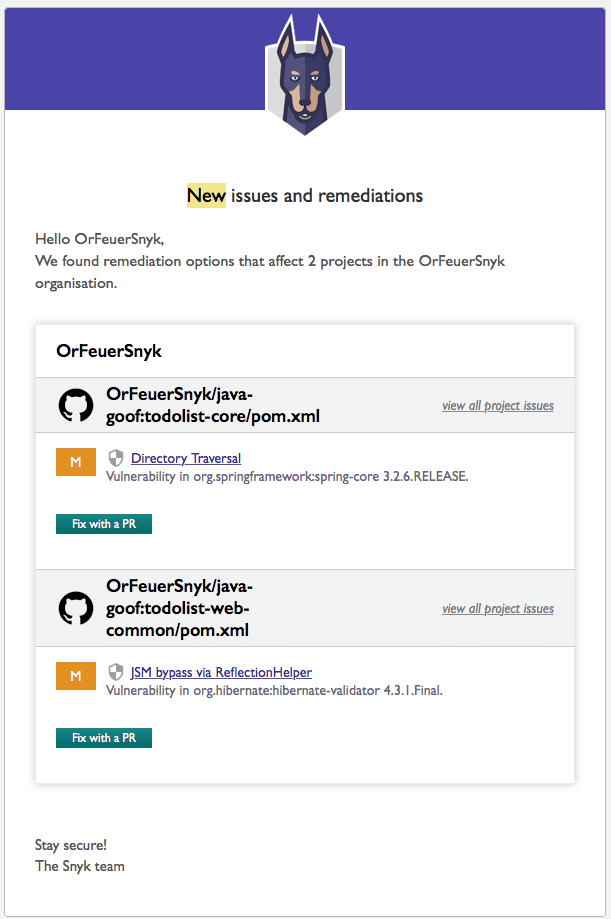 New issues and remediations
Hello OrFeuerSnyk,
We found remediation options that affect 2 projects in the OrFeuerSnyk
organisation.
OrFeuerSnyk
OrFeuerSnyk/java-
goof:todolist-core/pom.xml
view all project issues
M
Directory Traversal
Vulnerability in org.springframework:spring-core 3.2.6.RELEASE.
Fix with a PR
OrFeuerSnyk/java-
goof:todolist-web-
common/pom.xml
view all project issues
M
JSM bypass via ReflectionHelper
Vulnerability in org.hibernate:hibernate-validator 4.3.1.Final.
Fix with a PR
Stay secure!
The Snyk team